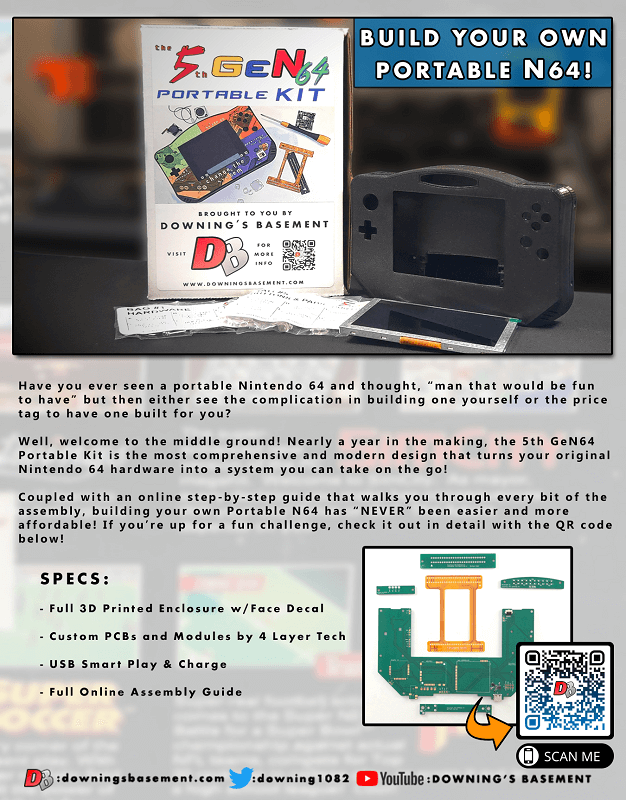 BUILD YOUR OWN
PORTABLE N64!
the
5th GeN64
PORTABLE KIT
BROUGHT TO YOU BY
DOWNING'S BASEMENT
VISIT
DB
FOR
MORE
INFO
WWW.DOWNINGSBASEMENT.COM
Have you ever seen a portable Nintendo 64 and thought, “man that would be fun
to have” but then either see the complication in building one yourself or the price
tag to have one built for you?
Well, welcome to the middle ground! Nearly a year in the making, the 5th GeN64
Portable Kit is the most comprehensive and modern design that turns your original
Nintendo 64 hardware into a system you can take on the go!
Coupled with an online step-by-step guide that walks you through every bit of the
assembly, building your own Portable N64 has “NEVER” been easier and more
affordable! If you’re up for a fun challenge, check it out in detail with the QR code
below!
SPECS:
- Full 3D Printed Enclosure w/Face Decal
- Custom PCBs and Modules by 4 Layer Tech
- USB Smart Play & Charge
- Full Online Assembly Guide
DB
SCAN ME
DB:downingsbasement.com :downing1082 YouTube:DOWNING'S BASEMENT